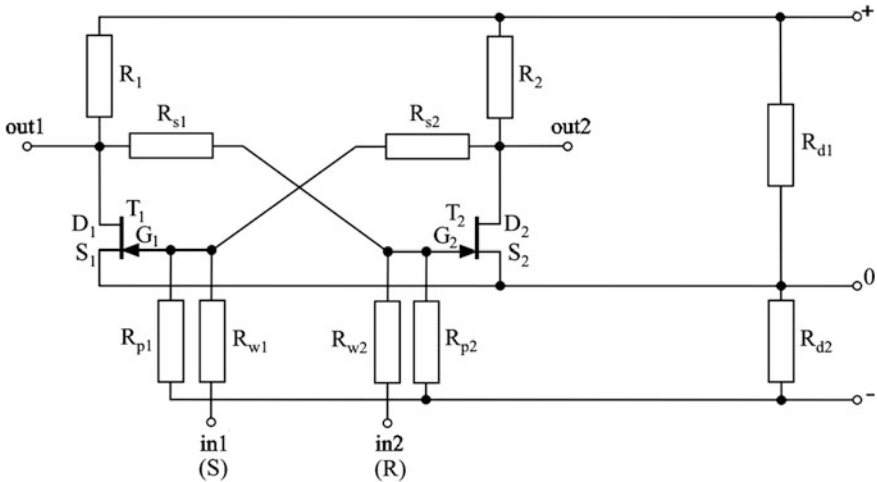 +
R1
R2
Rs1
Rs2
out1
out2
Rd1
D1
T1
G1
T2
G2
D2
S1
S2
0
Rp1
Rw1
Rw2
Rp2
Rd2
-
in1
(S)
in2
(R)